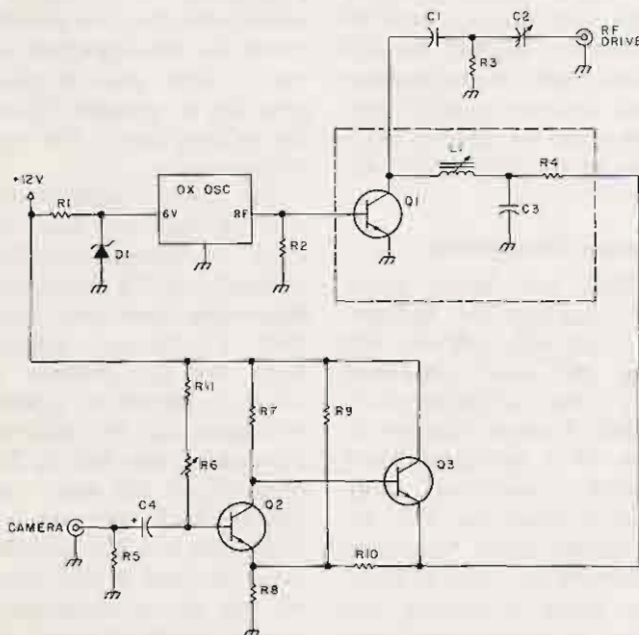 C1
C2
RF
DRIVE
R3
L1
R4
+12V
R1
OX OSC
6V
RF
Q1
C3
D1
R2
R11
R7
R9
R6
Q3
CAMERA
+
C4
Q2
R5
R10
R8